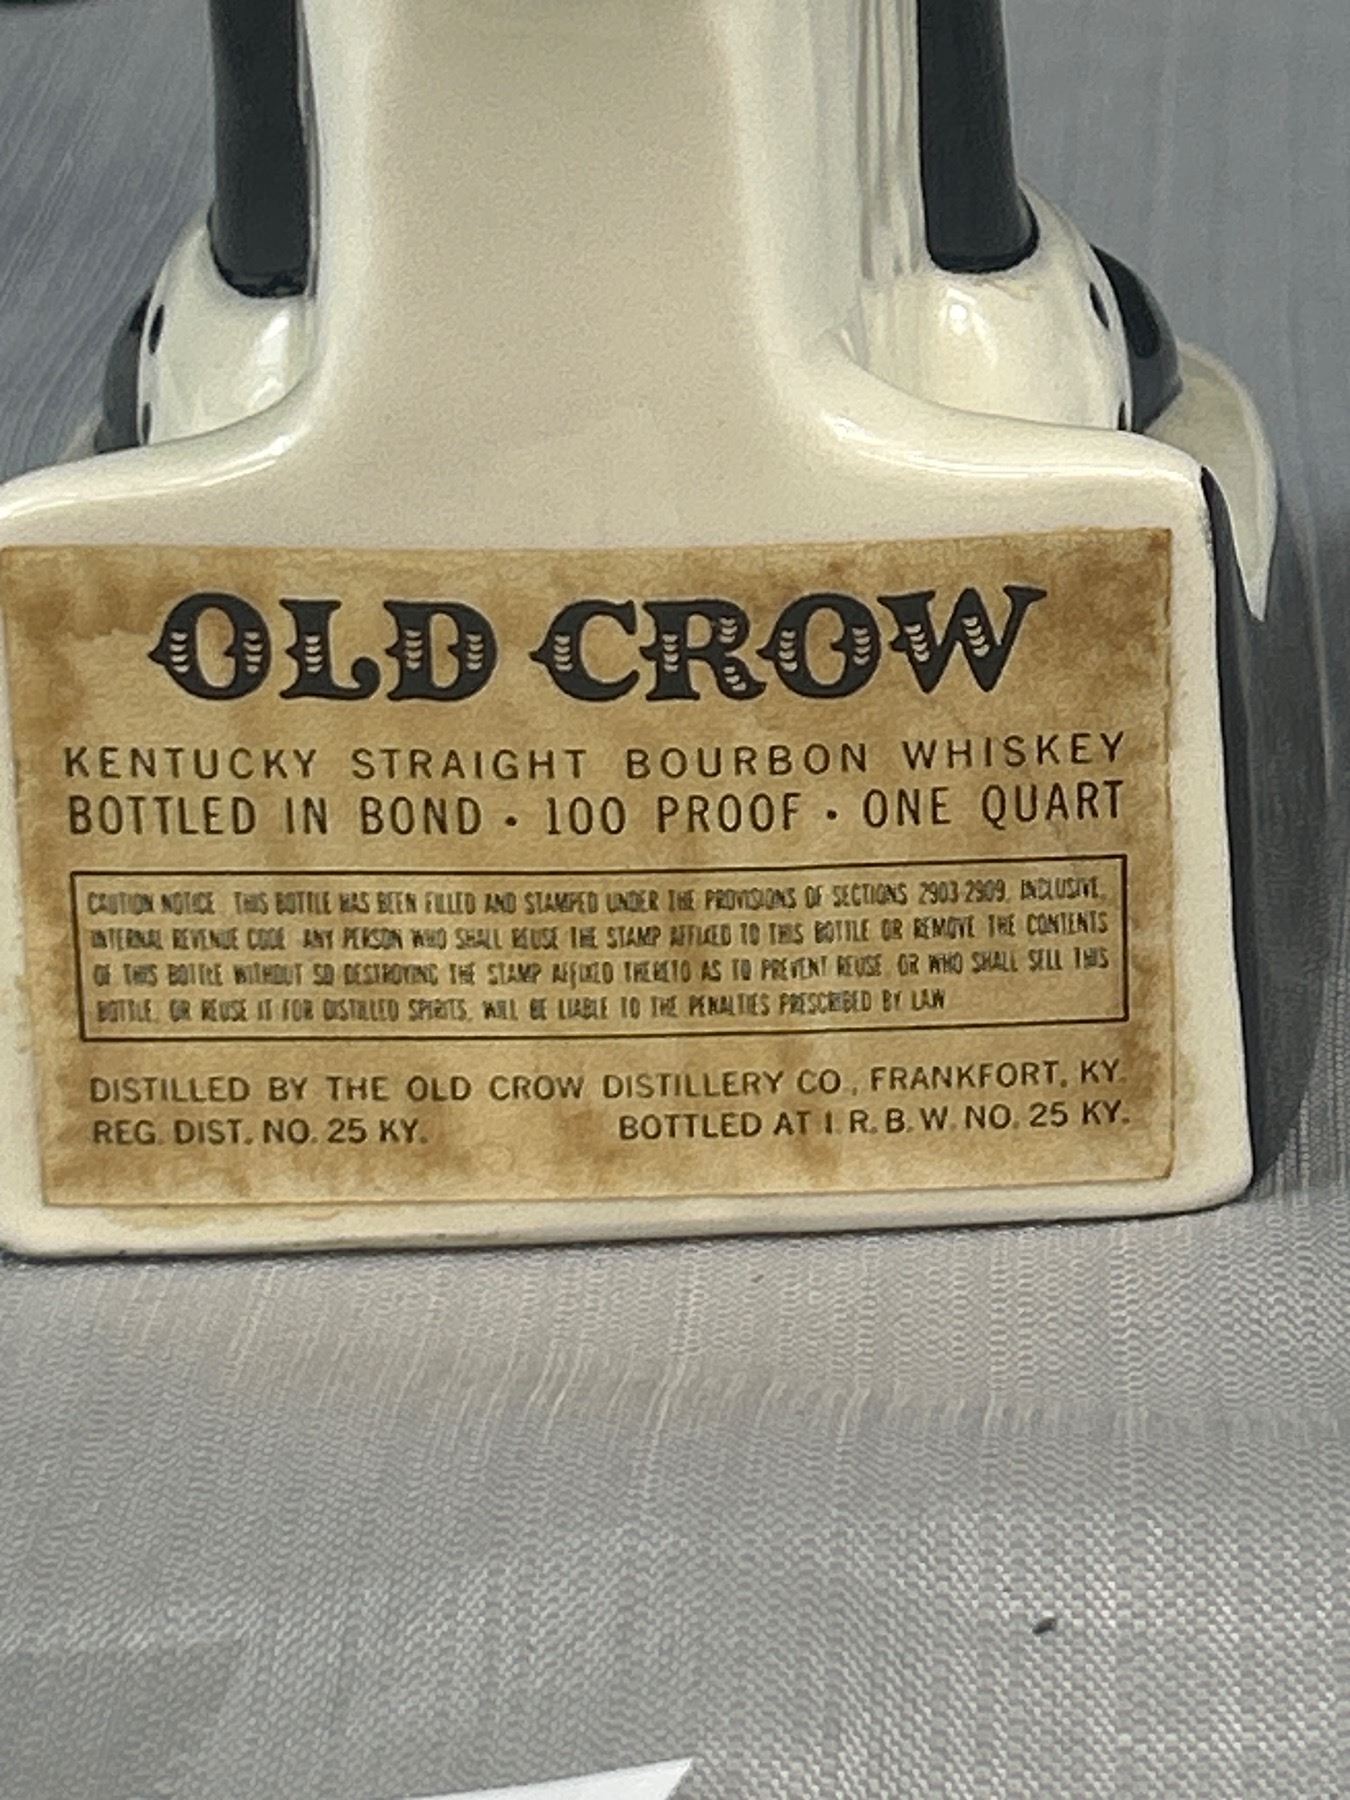 OLD CROW
KENTUCKY STRAIGHT BOURBON WHISKEY
BOTTLED IN BOND • 100 PROOF • ONE QUART
CAUTION NOTICE. THIS BOTTLE HAS BEEN FILLED AND STAMPED UNDER THE PROVISIONS OF SECTIONS 2903-2909, INCLUSIVE,
INTERNAL REVENUE CODE ANY PERSON WHO SHALL REUSE THE STAMP AFFIXED TO THIS BOTTLE OR REMOVE THE CONTENTS
OF THIS BOTTLE WITHOUT SO DESTROYING THE STAMP AFFIXED THERETO AS TO PREVENT REUSE, OR WHO SHALL SELL THIS
BOTTLE, OR REUSE IT FOR DISTILLED SPIRITS, WILL BE LIABLE TO THE PENALTIES PRESCRIBED BY LAW
DISTILLED BY THE OLD CROW DISTILLERY CO., FRANKFORT, KY.
REG. DIST. NO. 25 KY. BOTTLED AT I. R. B. W. NO. 25 KY.